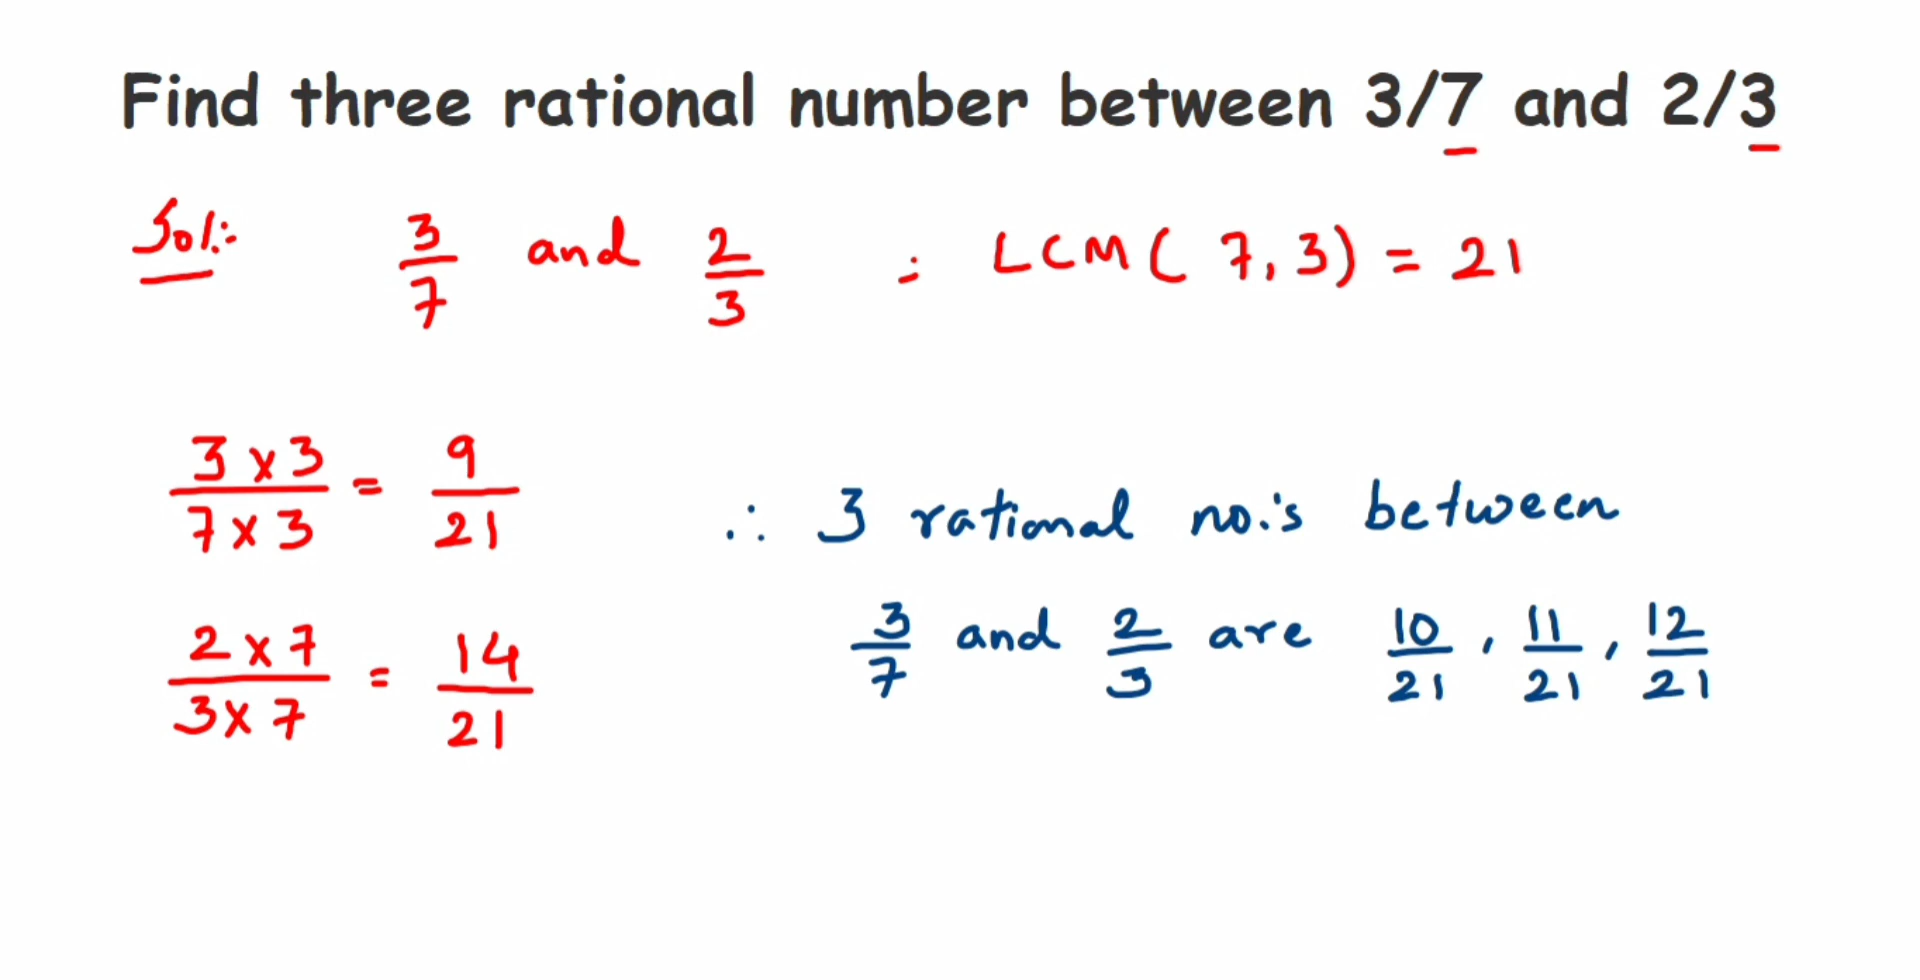 Find three rational number between 3/7 and 2/3
Sol:- 3/7 and 2/3 ; LCM ( 7, 3) = 21
3 x 3 / 7 x 3 = 9/21
∴ 3 rational no.'s between
3/7 and 2/3 are 10/21, 11/21, 12/21
2 x 7 / 3 x 7 = 14/21